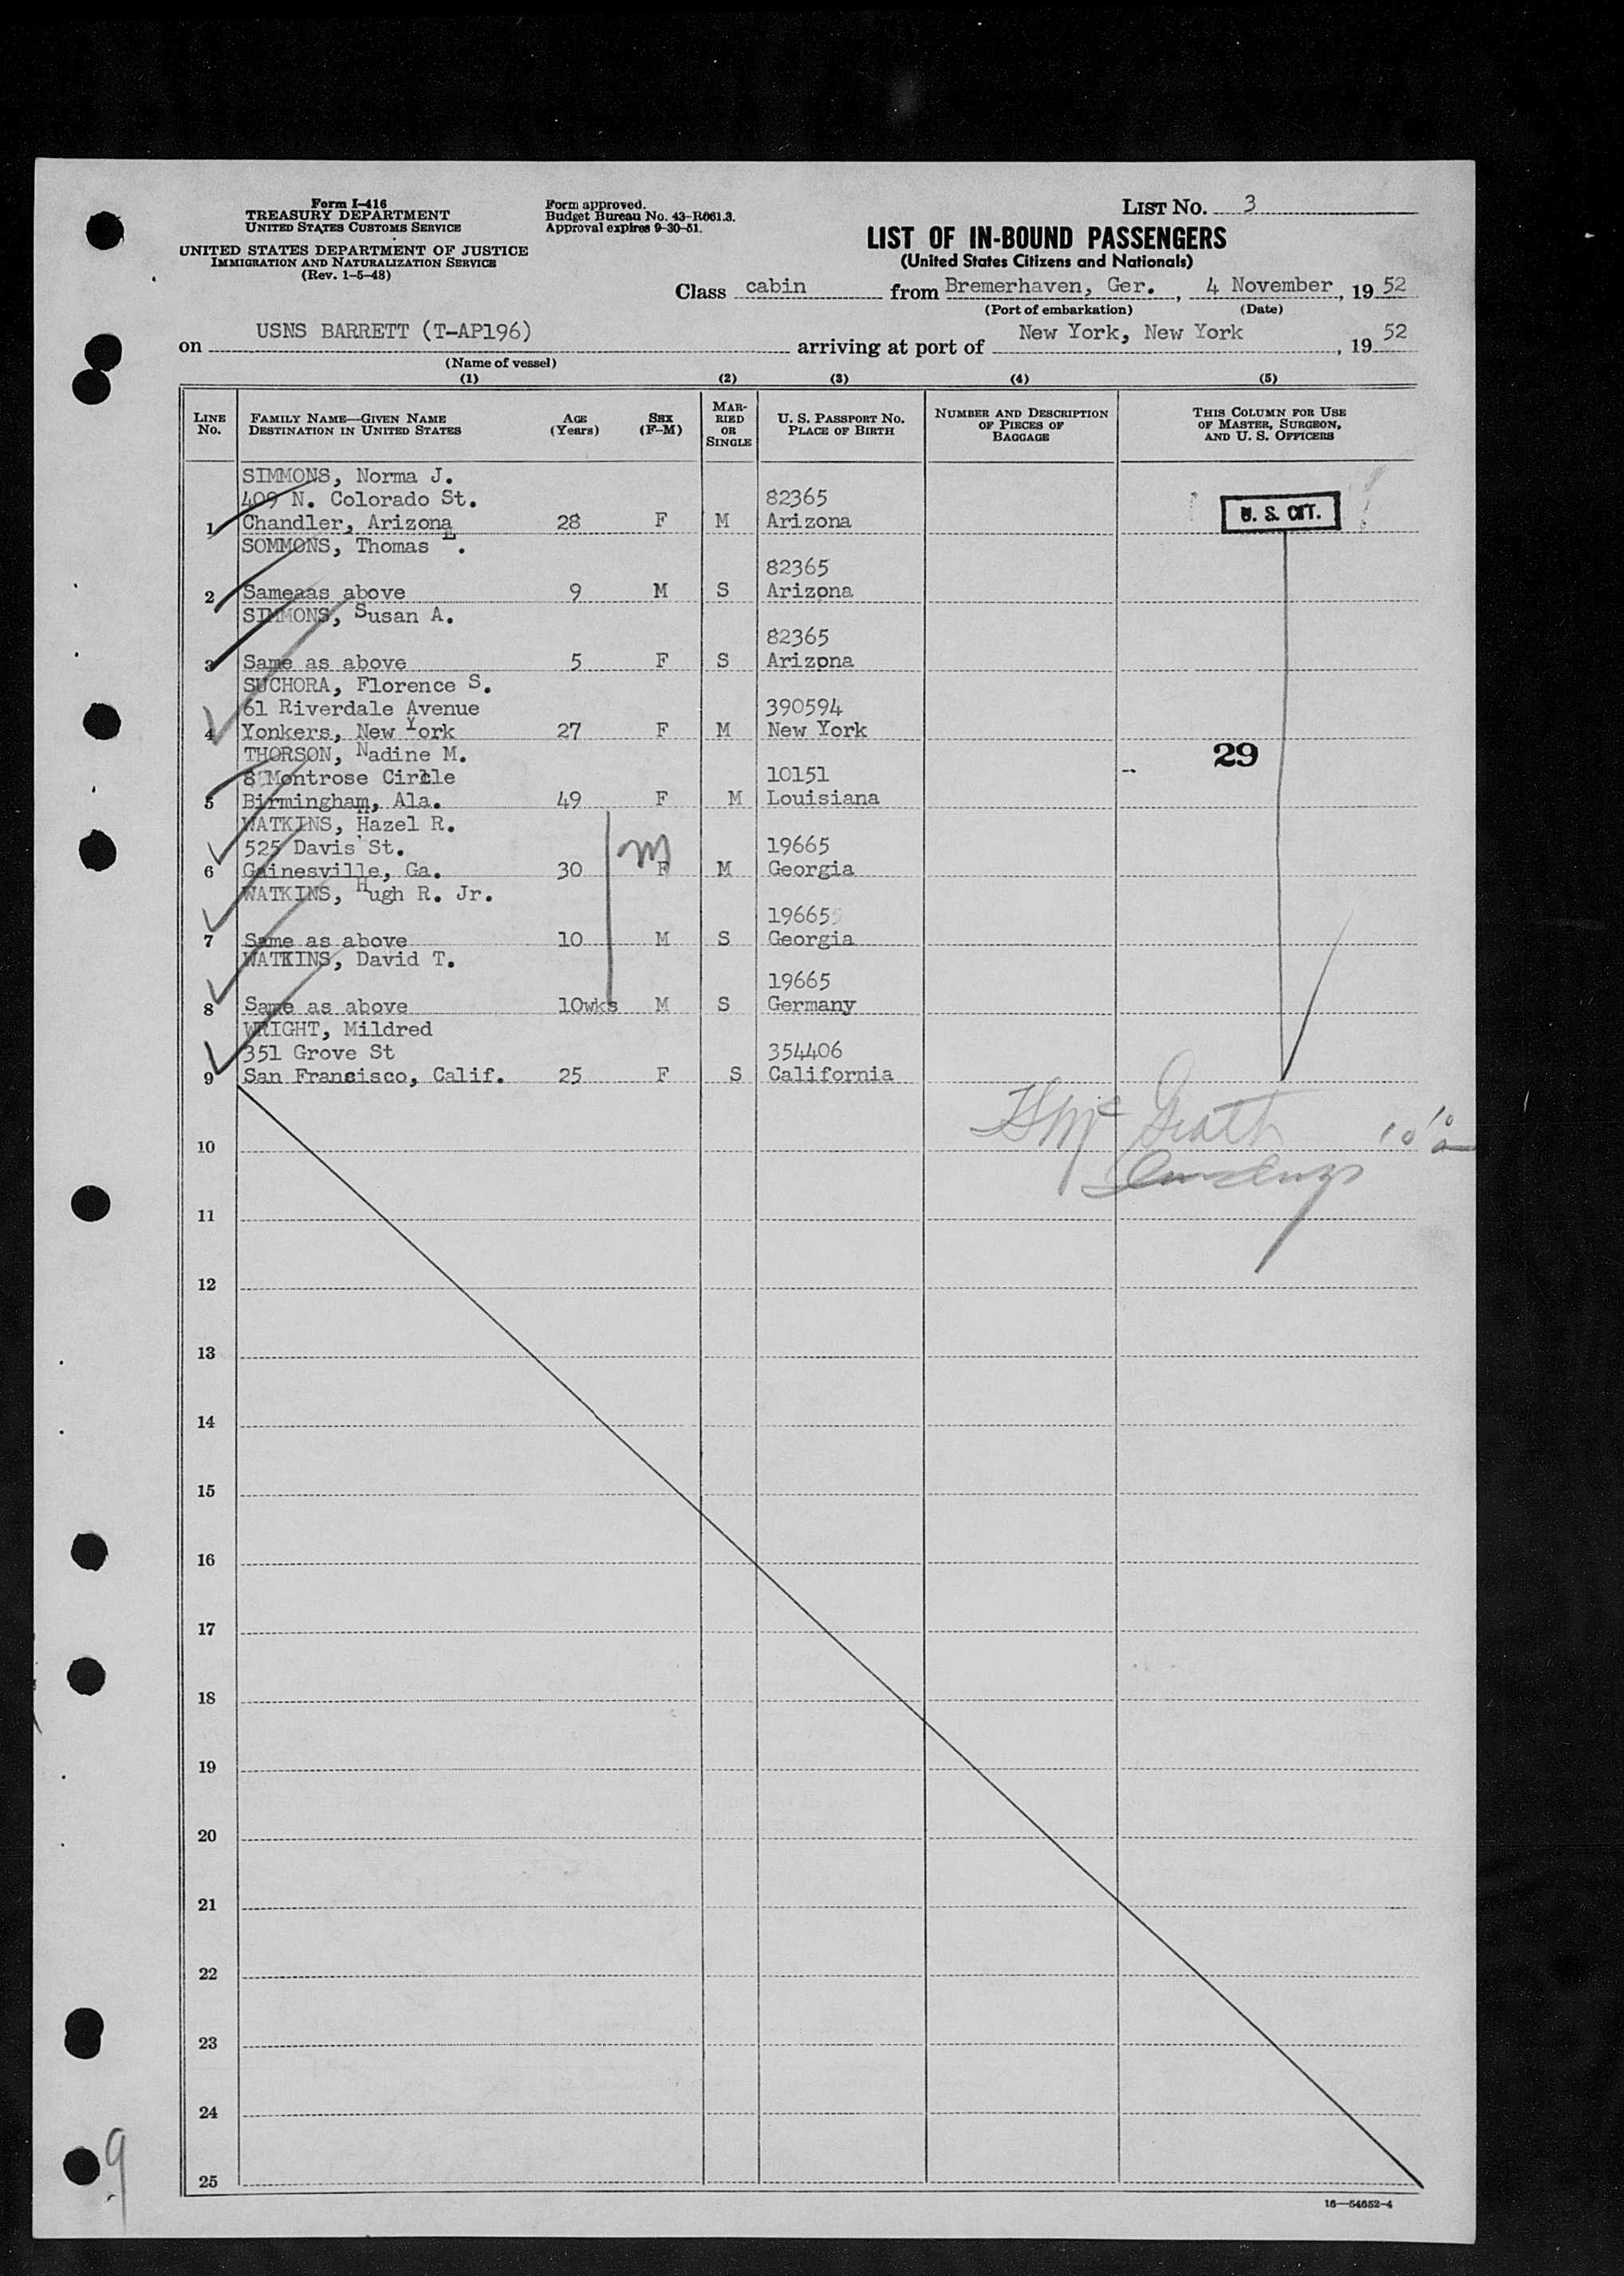 Form I-416
TREASURY DEPARTMENT
UNITED STATES CUSTOMS SERVICE
UNITED STATES DEPARTMENT OF JUSTICE
IMMIGRATION AND NATURALIZATION SERVICE
(Rev. 1-5-48)
Form approved.
Budget Bureau No. 43-R061.3.
Approval expires 9-30-51.
LIST No. 3
LIST OF IN-BOUND PASSENGERS
(United States Citizens and Nationals)
Class cabin from Bremerhaven, Ger. , 4 November , 19 52
(Port of embarkation) (Date)
on USNS BARRETT (T-AP196) arriving at port of New York, New York , 19 52
(Name of vessel)
(1) (2) (3) (4) (5)
LINE No. FAMILY NAME—GIVEN NAME DESTINATION IN UNITED STATES AGE (Years) SEX (F-M) MARRIED OR SINGLE U. S. PASSPORT NO. PLACE OF BIRTH NUMBER AND DESCRIPTION OF PIECES OF BAGGAGE THIS COLUMN FOR USE OF MASTER, SURGEON, AND U. S. OFFICERS
SIMMONS, Norma J.
409 N. Colorado St. 82365
1 Chandler, Arizona 28 F M Arizona U. S. CIT.
SOMMONS, Thomas E.
82365
2 Sameaas above 9 M S Arizona
SIMMONS, Susan A.
82365
3 Same as above 5 F S Arizona
SUCHORA, Florence S.
61 Riverdale Avenue 390594
4 Yonkers, New York 27 F M New York
THORSON, Nadine M. 29
8 Montrose Circle 10151
5 Birmingham, Ala. 49 F M Louisiana
WATKINS, Hazel R.
525 Davis St. 19665
6 Gainesville, Ga. 30 F M Georgia
M
WATKINS, Hugh R. Jr.
19665
7 Same as above 10 M S Georgia
WATKINS, David T.
19665
8 Same as above 10wks M S Germany
WRIGHT, Mildred
351 Grove St 354406
9 San Francisco, Calif. 25 F S California
10
11
12
13
14
15
16
17
18
19
20
21
22
23
24
25
9
16—54652-4